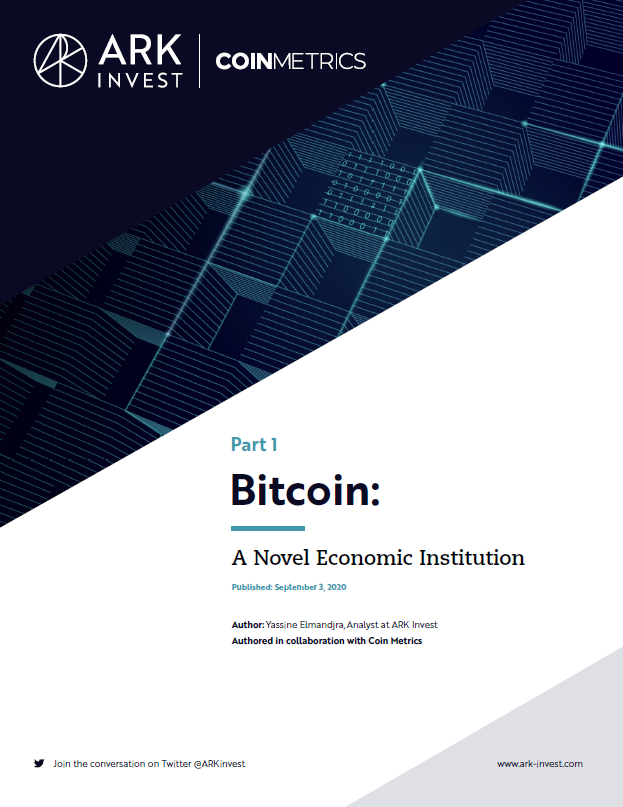 ARK
INVEST
COINMETRICS
Part 1
Bitcoin:
A Novel Economic Institution
Published: September 3, 2020
Author: Yassine Elmandjra, Analyst at ARK Invest
Authored in collaboration with Coin Metrics
Join the conversation on Twitter @ARKinvest
www.ark-invest.com